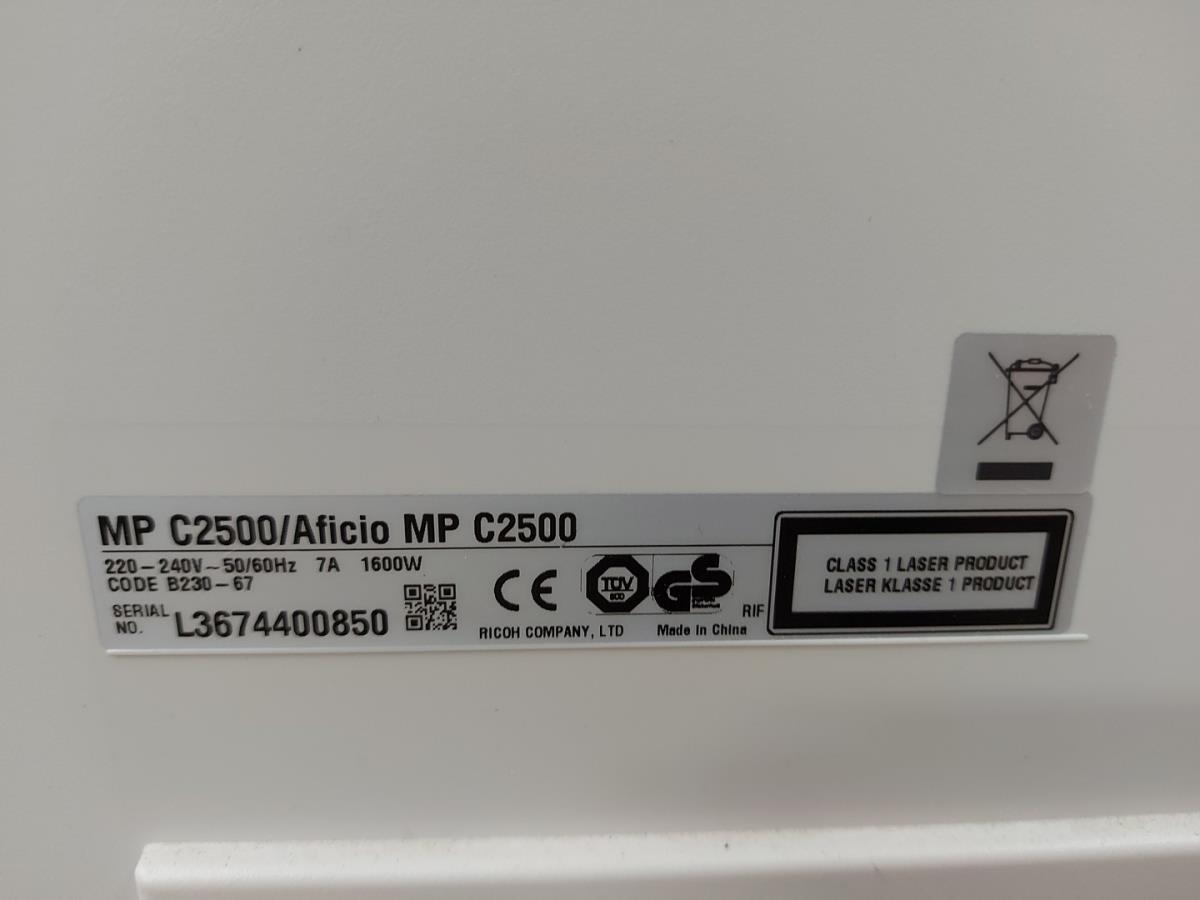 MP C2500/Aficio MP C2500
220-240V~50/60Hz 7A 1600W
CODE B230-67
SERIAL NO. L3674400850
CE
TÜV
GS
RICOH COMPANY, LTD
Made in China
RIF
CLASS 1 LASER PRODUCT
LASER KLASSE 1 PRODUCT